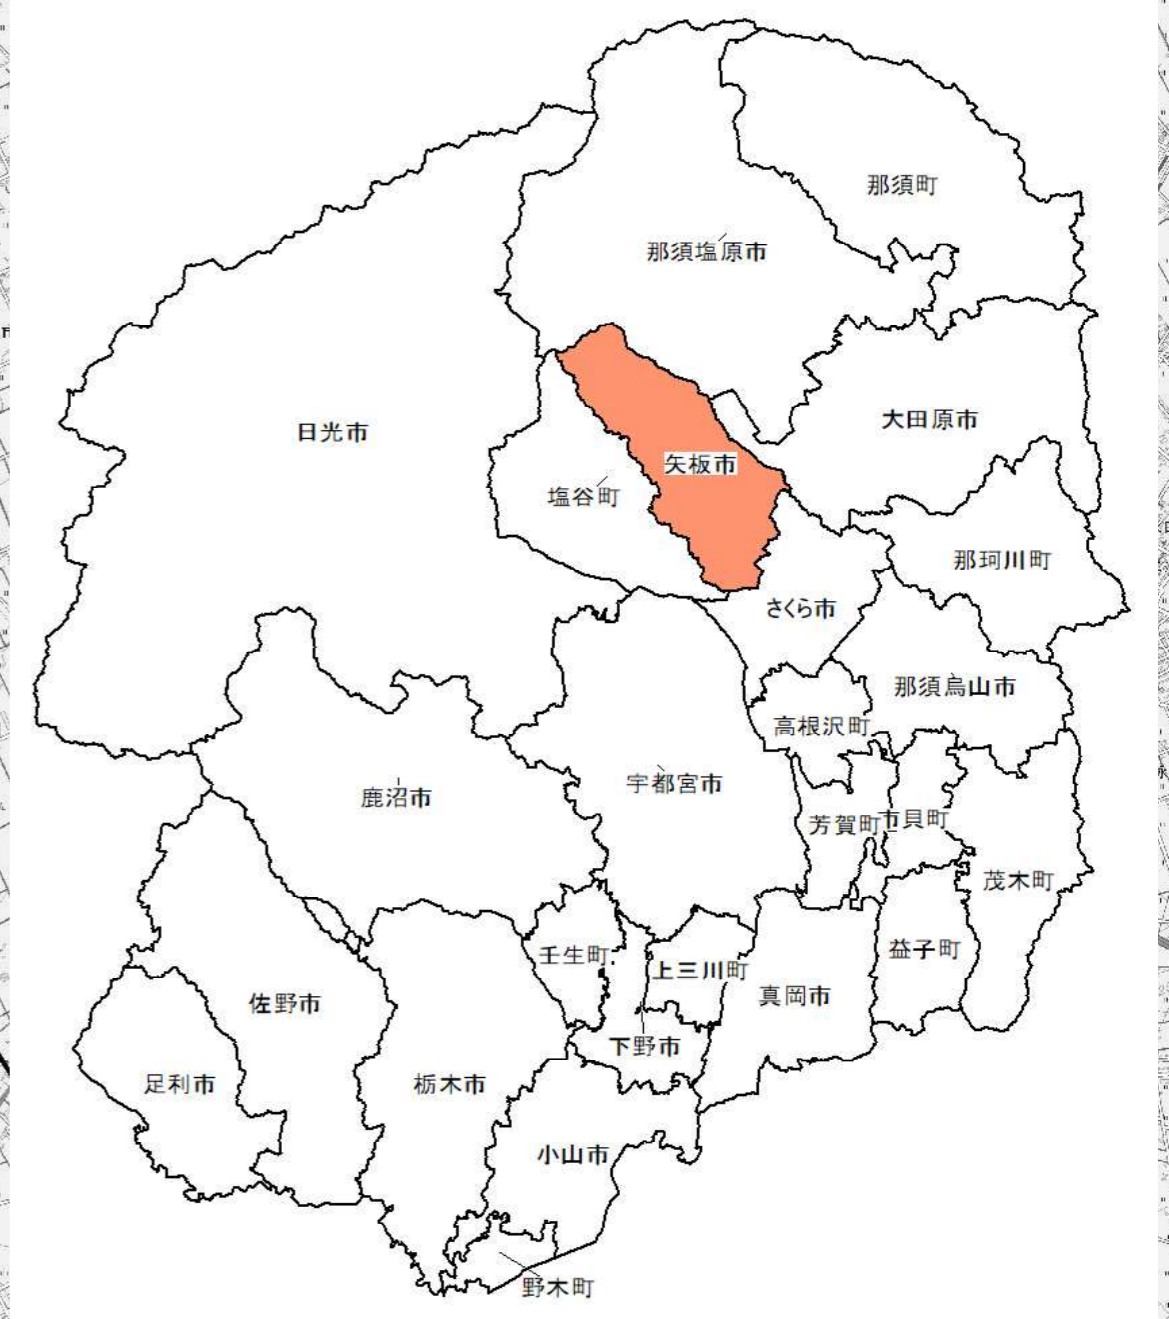 那須町
那須塩原市
大田原市
日光市
矢板市
塩谷町
那珂川町
さくら市
那須烏山市
高根沢町
宇都宮市
鹿沼市
芳賀町
市貝町
茂木町
益子町
壬生町
上三川町
真岡市
佐野市
下野市
足利市
栃木市
小山市
野木町